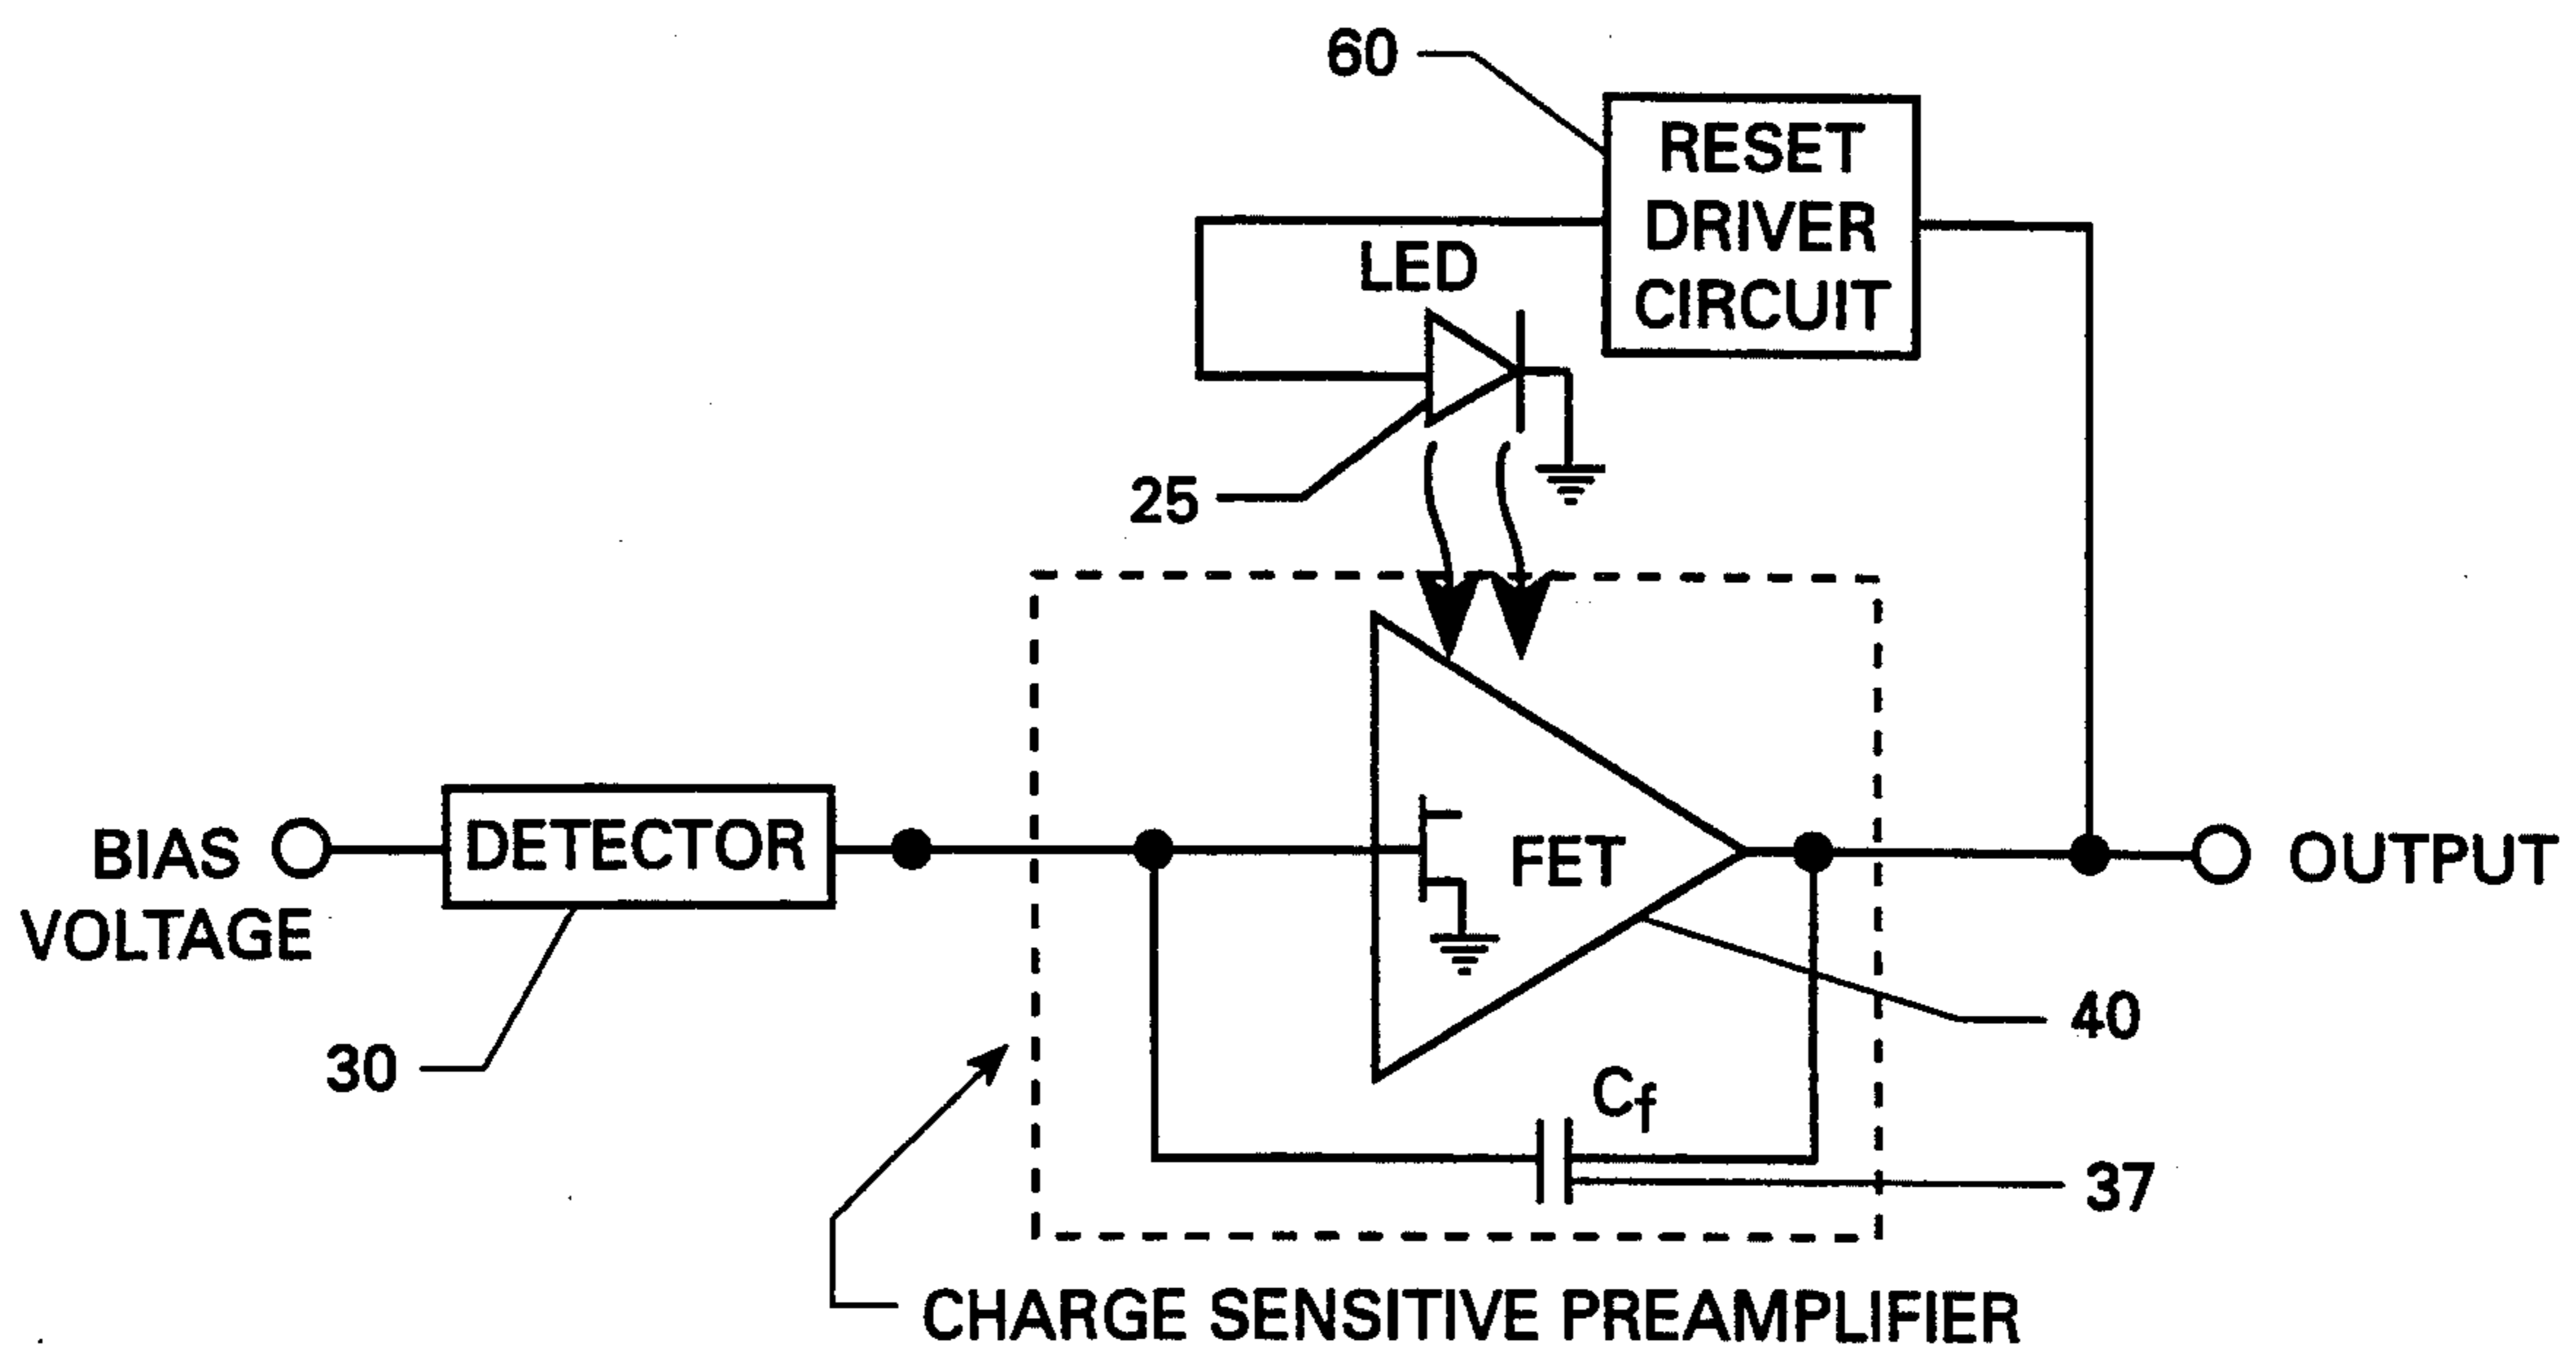 60
RESET
DRIVER
CIRCUIT
LED
25
BIAS
VOLTAGE
DETECTOR
FET
OUTPUT
30
40
Cf
37
CHARGE SENSITIVE PREAMPLIFIER